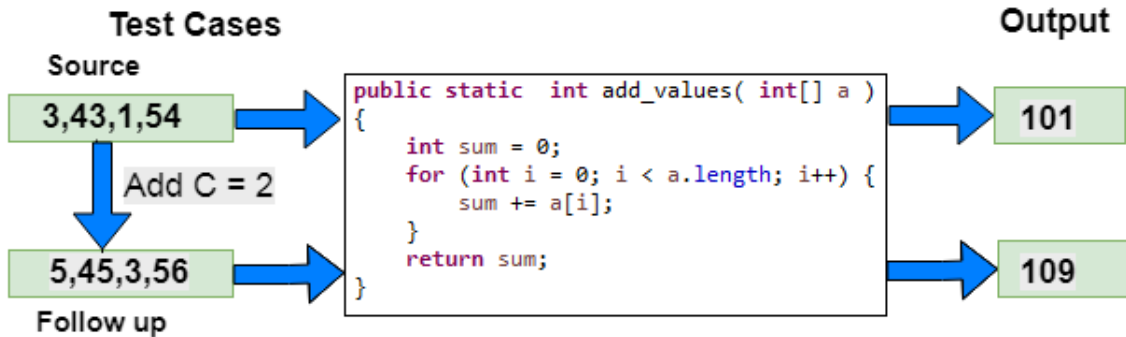 Test Cases
Output
Source
3,43,1,54
Add C = 2
5,45,3,56
Follow up
public static  int add_values( int[] a )
{
    int sum = 0;
    for (int i = 0; i < a.length; i++) {
        sum += a[i];
    }
    return sum;
}
101
109